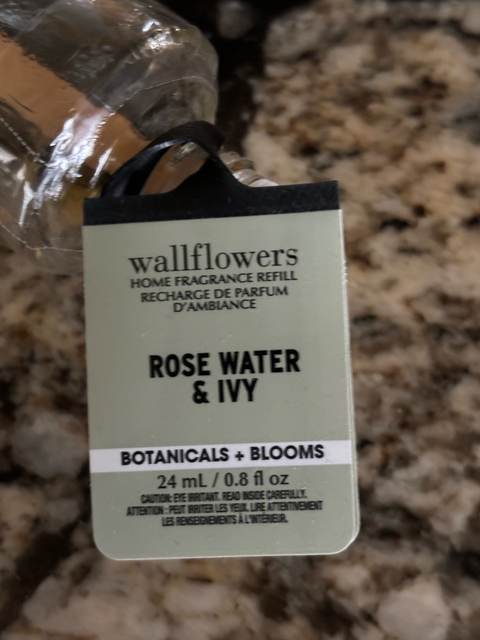 wallflowers
HOME FRAGRANCE REFILL
RECHARGE DE PARFUM
D'AMBIANCE
ROSE WATER
& IVY
BOTANICALS + BLOOMS
24 mL / 0.8 fl oz
CAUTION: EYE IRRITANT. READ INSIDE CAREFULLY.
ATTENTION : PEUT IRRITER LES YEUX. LIRE ATTENTIVEMENT
LES RENSEIGNEMENTS À L'INTÉRIEUR.